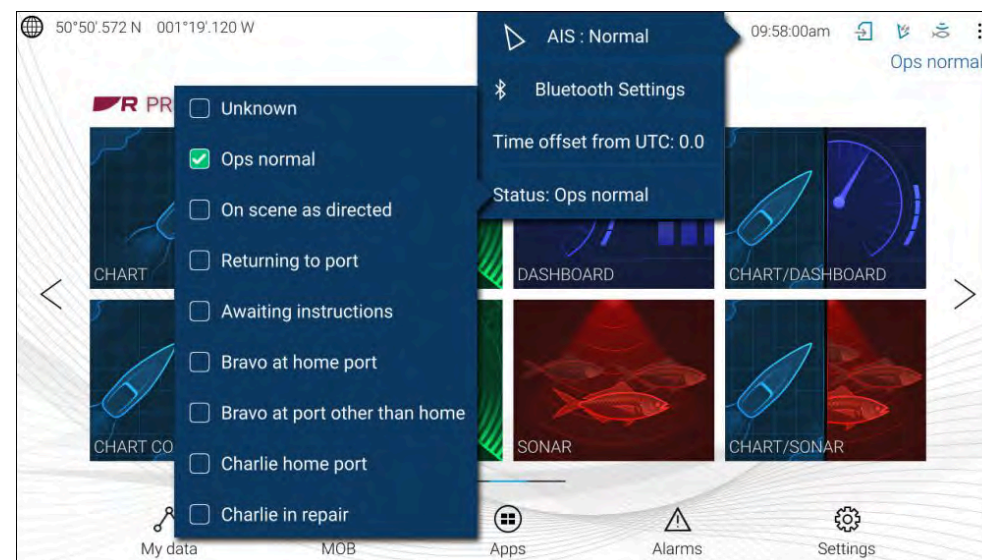 50°50'.572 N 001°19'.120 W
AIS : Normal
09:58:00am
Ops normal
Bluetooth Settings
Time offset from UTC: 0.0
Status: Ops normal
R PR
Unknown
Ops normal
On scene as directed
Returning to port
Awaiting instructions
Bravo at home port
Bravo at port other than home
Charlie home port
Charlie in repair
CHART
DASHBOARD
CHART/DASHBOARD
CHART CO
SONAR
CHART/SONAR
My data
MOB
Apps
Alarms
Settings